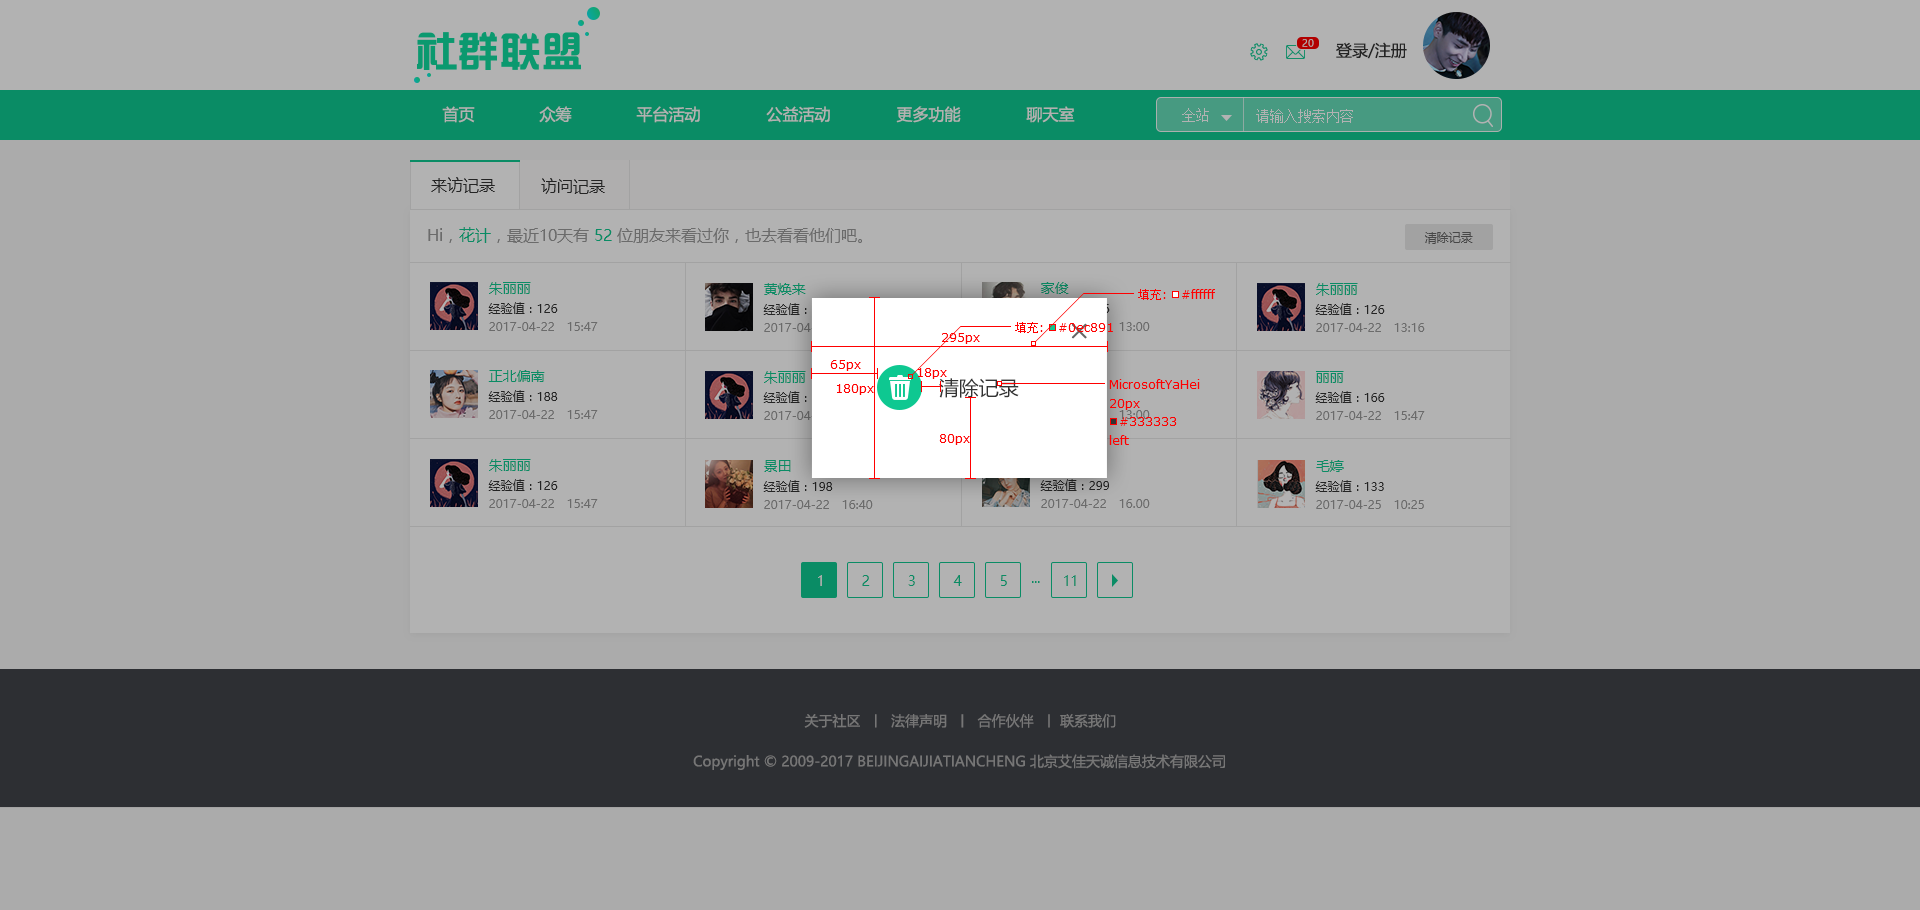 社群联盟
20
登录/注册
首页 众筹 平台活动 公益活动 更多功能 聊天室 全站 请输入搜索内容
来访记录 访问记录
Hi，花计，最近10天有 52 位朋友来看过你，也去看看他们吧。 清除记录
朱丽丽
经验值：126
2017-04-22 15:47
黄焕来
经验值：
2017-04
家俊
6
13:00
朱丽丽
经验值：126
2017-04-22 13:16
填充: #ffffff
填充: #0ec891
295px
65px
18px
180px
清除记录
80px
MicrosoftYaHei
20px
#333333
left
正北偏南
经验值：188
2017-04-22 15:47
朱丽丽
经验值：
2017-04
13:00
丽丽
经验值：166
2017-04-22 15:47
朱丽丽
经验值：126
2017-04-22 15:47
景田
经验值：198
2017-04-22 16:40
经验值：299
2017-04-22 16.00
毛婷
经验值：133
2017-04-25 10:25
1 2 3 4 5 ... 11
关于社区 | 法律声明 | 合作伙伴 | 联系我们
Copyright © 2009-2017 BEIJINGAIJIATIANCHENG 北京艾佳天诚信息技术有限公司